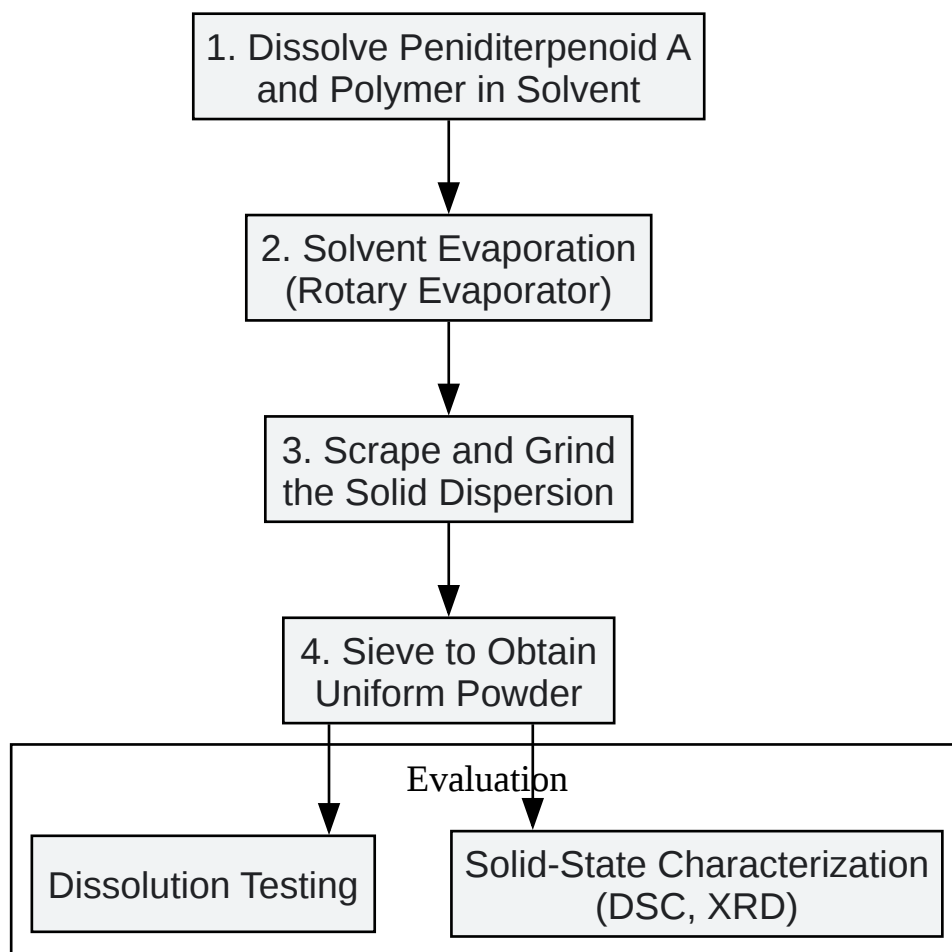 1. Dissolve Peniditerpenoid A
and Polymer in Solvent
2. Solvent Evaporation
(Rotary Evaporator)
3. Scrape and Grind
the Solid Dispersion
4. Sieve to Obtain
Uniform Powder
Evaluation
Dissolution Testing
Solid-State Characterization
(DSC, XRD)